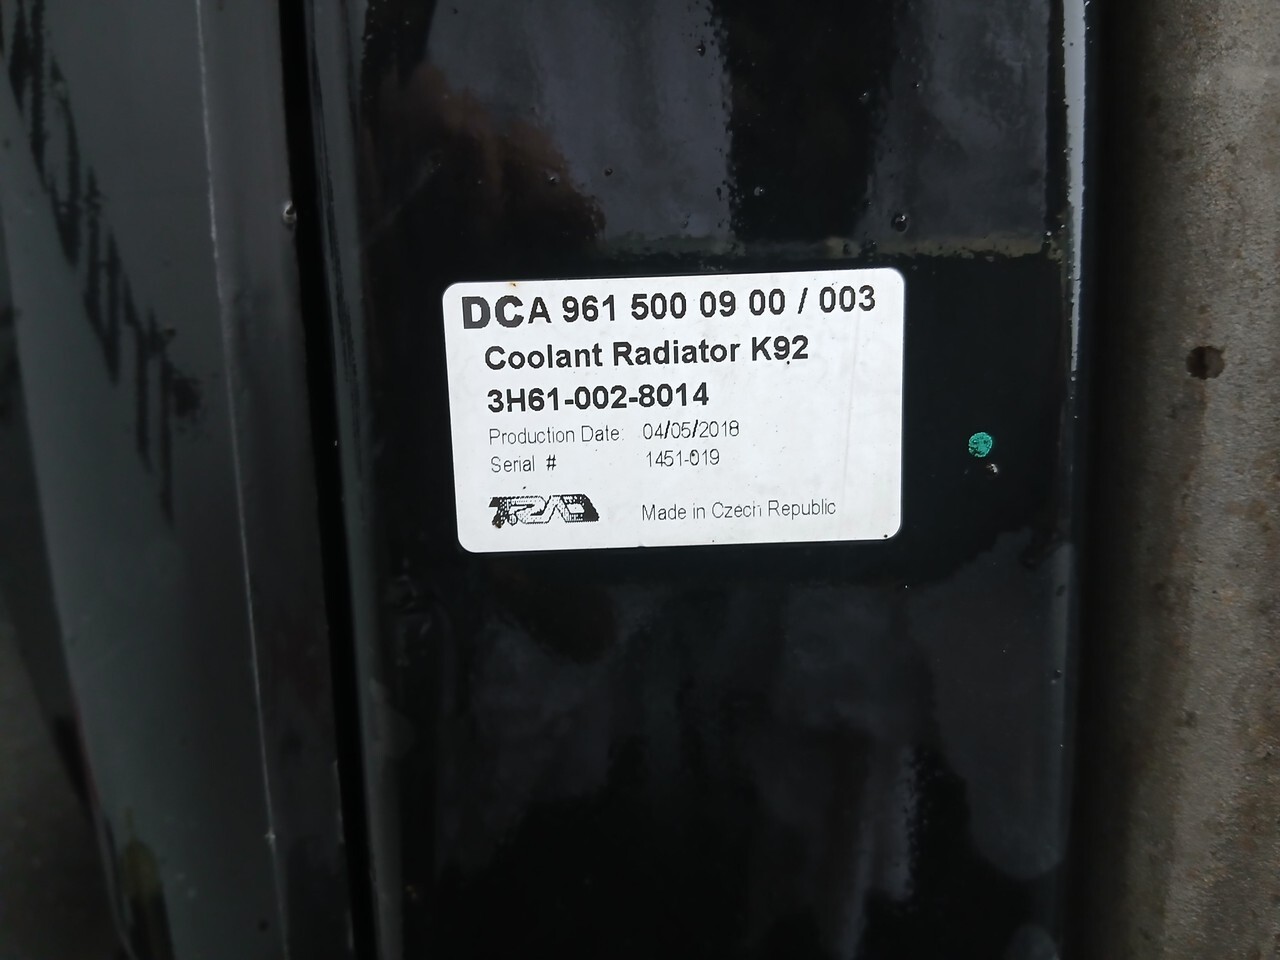 DCA 961 500 09 00 / 003
Coolant Radiator K92
3H61-002-8014
Production Date: 04/05/2018
Serial # 1451-019
Made in Czech Republic